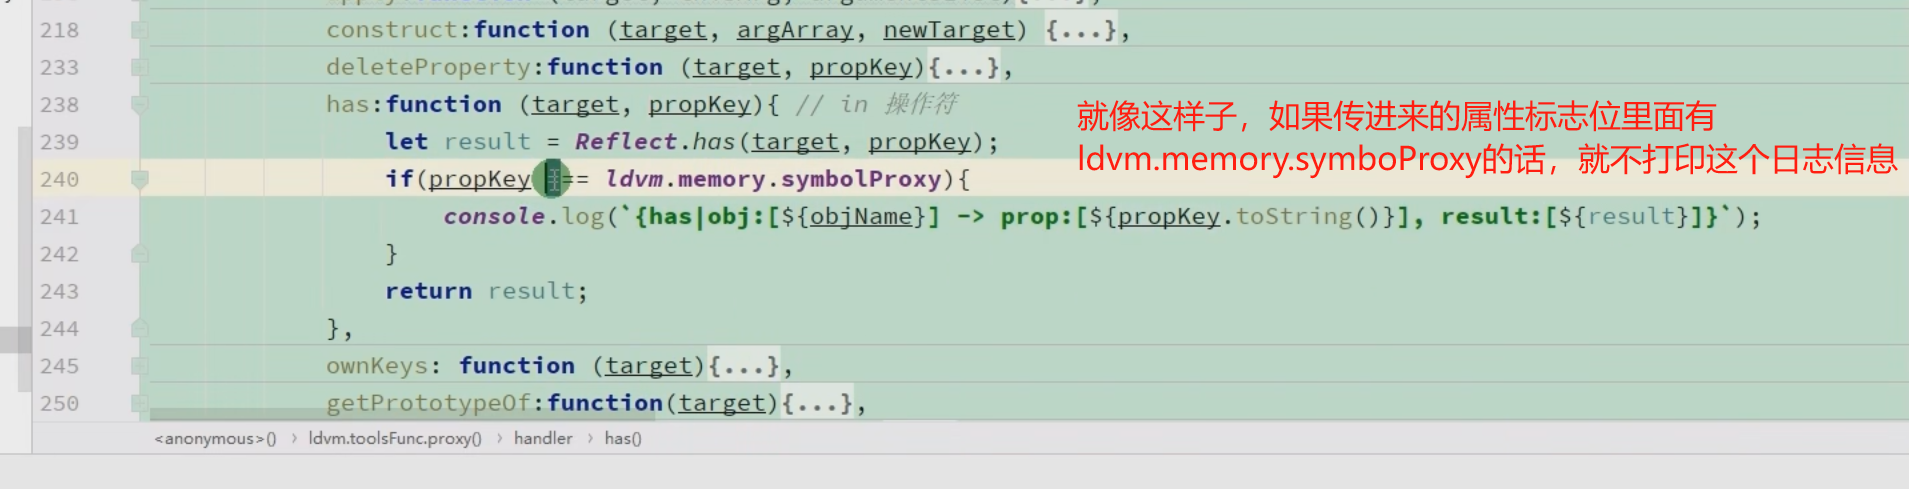 218 construct:function (target, argArray, newTarget) {...},
233 deleteProperty:function (target, propKey){...},
238 has:function (target, propKey){ // in 操作符
就像这样子，如果传进来的属性标志位里面有
239 let result = Reflect.has(target, propKey);
ldvm.memory.symboProxy的话，就不打印这个日志信息
240 if(propKey === ldvm.memory.symbolProxy){
241 console.log(`{has|obj:[${objName}] -> prop:[${propKey.toString()}], result:[${result}]}`);
242 }
243 return result;
244 },
245 ownKeys: function (target){...},
250 getPrototypeOf:function(target){...},
<anonymous>() › ldvm.toolsFunc.proxy() › handler › has()